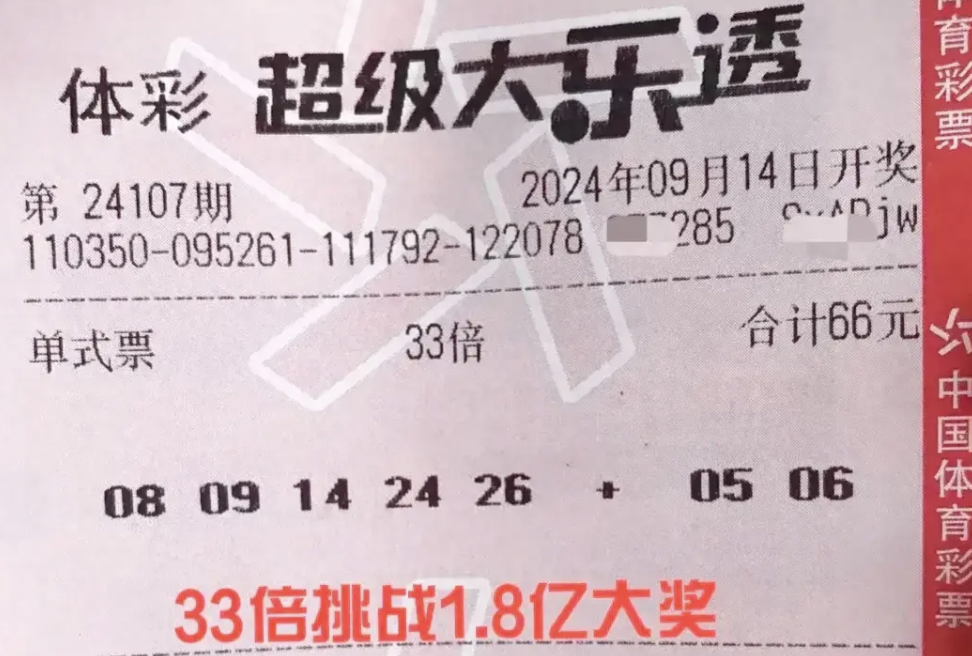 体彩 超级大乐透
第 24107期 2024年09月14日开奖
110350-095261-111792-122078 285 jw
单式票 33倍 合计66元
08 09 14 24 26 + 05 06
33倍挑战1.8亿大奖
育彩票
中国体育彩票